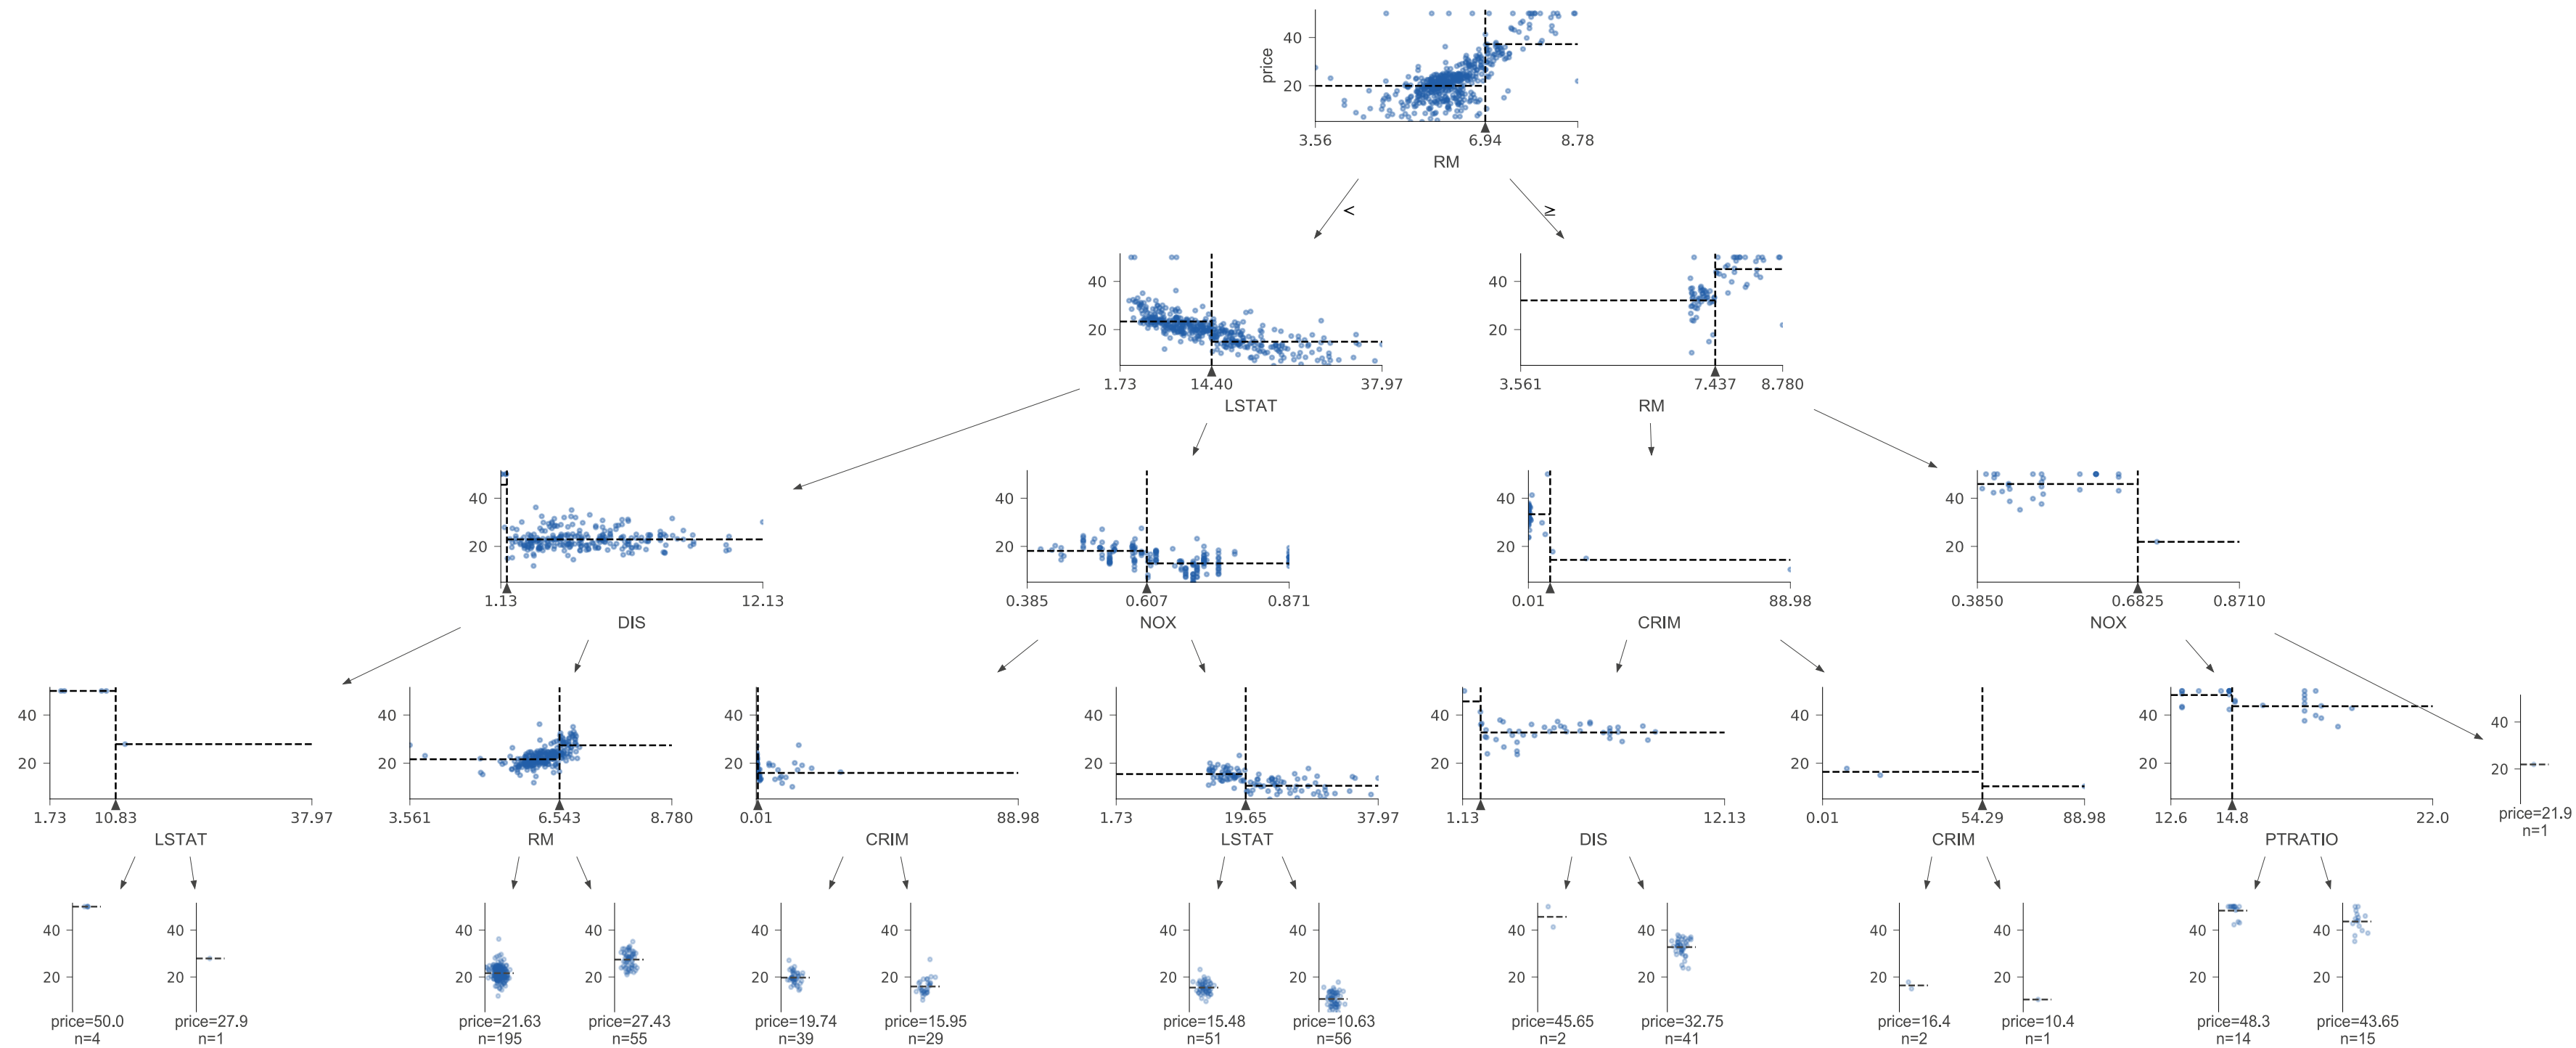 40
price
20
3.56 6.94 8.78
RM
< ≥
40 40
20 20
1.73 14.40 37.97 3.561 7.437 8.780
LSTAT RM
40 40 40 40
20 20 20 20
1.13 12.13 0.385 0.607 0.871 0.01 88.98 0.3850 0.6825 0.8710
DIS NOX CRIM NOX
40 40 40 40 40 40 40 40
20 20 20 20 20 20 20 20
1.73 10.83 37.97 3.561 6.543 8.780 0.01 88.98 1.73 19.65 37.97 1.13 12.13 0.01 54.29 88.98 12.6 14.8 22.0 price=21.9
n=1
LSTAT RM CRIM LSTAT DIS CRIM PTRATIO
40 40 40 40 40 40 40 40 40 40 40 40 40 40
20 20 20 20 20 20 20 20 20 20 20 20 20 20
price=50.0 price=27.9 price=21.63 price=27.43 price=19.74 price=15.95 price=15.48 price=10.63 price=45.65 price=32.75 price=16.4 price=10.4 price=48.3 price=43.65
n=4 n=1 n=195 n=55 n=39 n=29 n=51 n=56 n=2 n=41 n=2 n=1 n=14 n=15